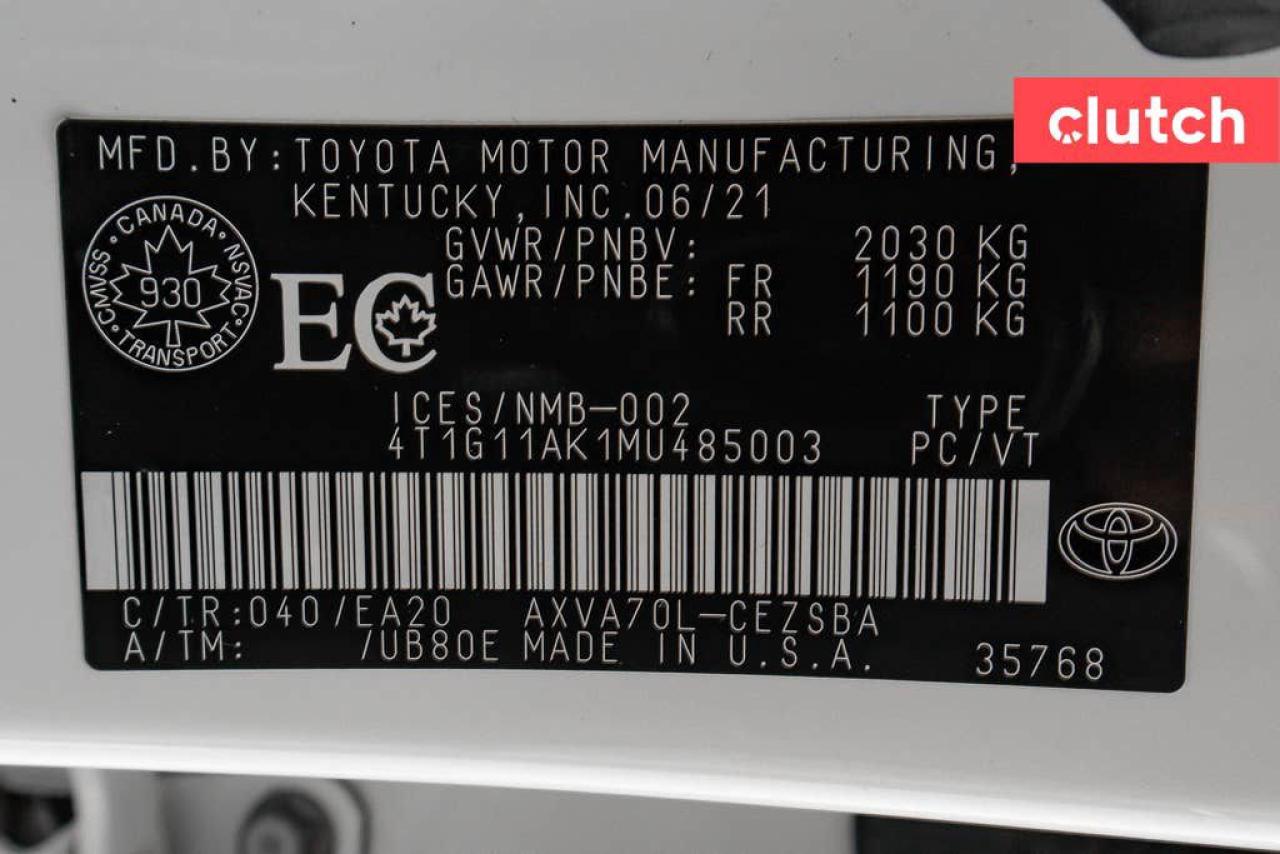 clutch
MFD.BY:TOYOTA MOTOR MANUFACTURING,
KENTUCKY, INC. 06/21
CMVSS • CANADA • NSVAC • TRANSPORT •
930
EC
GVWR/PNBV: 2030 KG
GAWR/PNBE: FR 1190 KG
RR 1100 KG
ICES/NMB-002 TYPE
4T1G11AK1MU485003 PC/VT
C/TR:040/EA20 AXVA70L-CEZSBA
A/TM: /UB80E MADE IN U.S.A. 35768